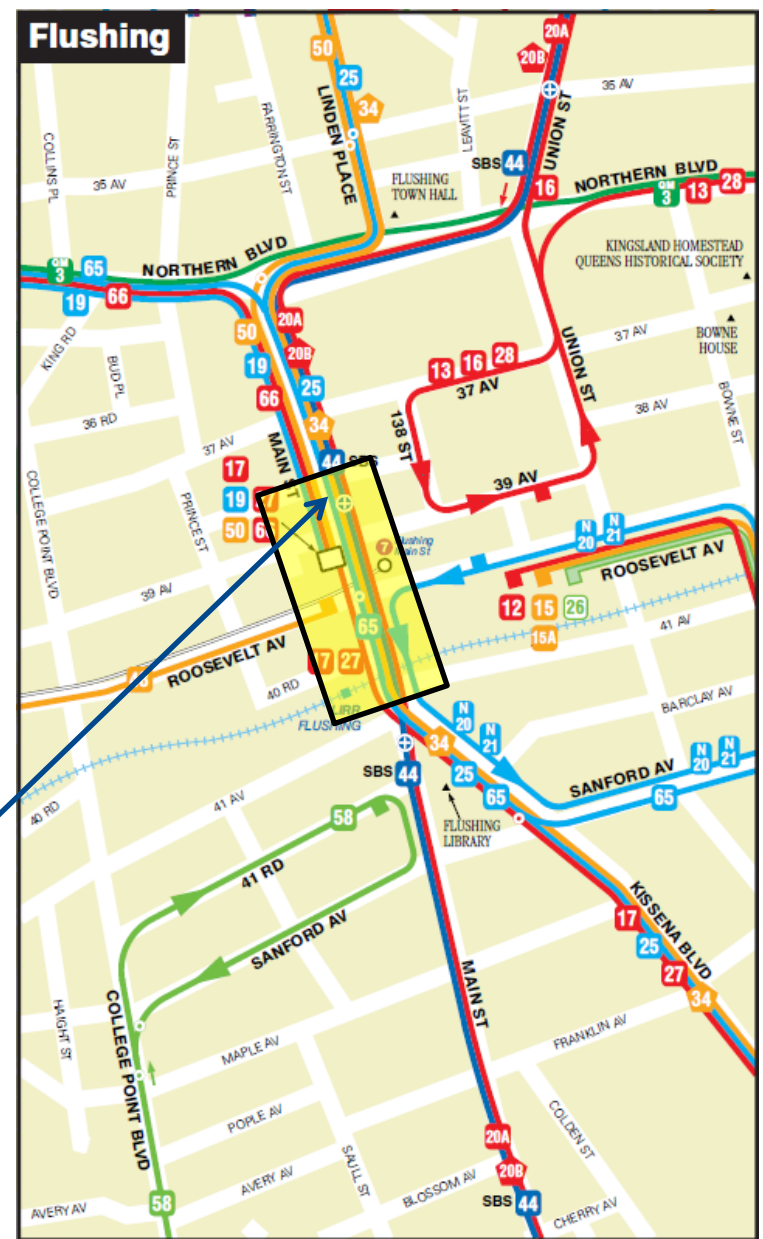 Flushing
20A
50
20B
25
35 AV
34
LINDEN PLACE
LEAVITT ST
UNION ST
COLLINS PL
PRINCE ST
FARRINGTON ST
SBS 44
35 AV
FLUSHING
TOWN HALL
16
NORTHERN BLVD
QM
3
13
28
NORTHERN BLVD
QM
3
65
19
66
KINGSLAND HOMESTEAD
QUEENS HISTORICAL SOCIETY
KING RD
BUD PL
50
20A
20B
19
25
66
34
UNION ST
37 AV
BOWNE
HOUSE
13 16 28
37 AV
36 RD
37 AV
MAIN ST
138 ST
38 AV
BOWNE ST
44 SBS
17
19
50
39 AV
COLLEGE POINT BLVD
PRINCE ST
7
Flushing
Main St
N
20
N
21
ROOSEVELT AV
39 AV
12 15 26
15A
65
41 AV
ROOSEVELT AV
27
40 RD
LIRR
FLUSHING
BARCLAY AV
N
20
N
21
34
SBS 44
25
65
SANFORD AV
N
20
N
21
65
40 RD
41 AV
58
FLUSHING
LIBRARY
41 RD
SANFORD AV
KISSENA BLVD
17
25
27
34
MAIN ST
HAIGHT ST
COLLEGE POINT BLVD
MAPLE AV
FRANKLIN AV
POPLE AV
SAULL ST
COLDEN ST
20A
20B
AVERY AV
AVERY AV
58
BLOSSOM AV
SBS 44
CHERRY AV